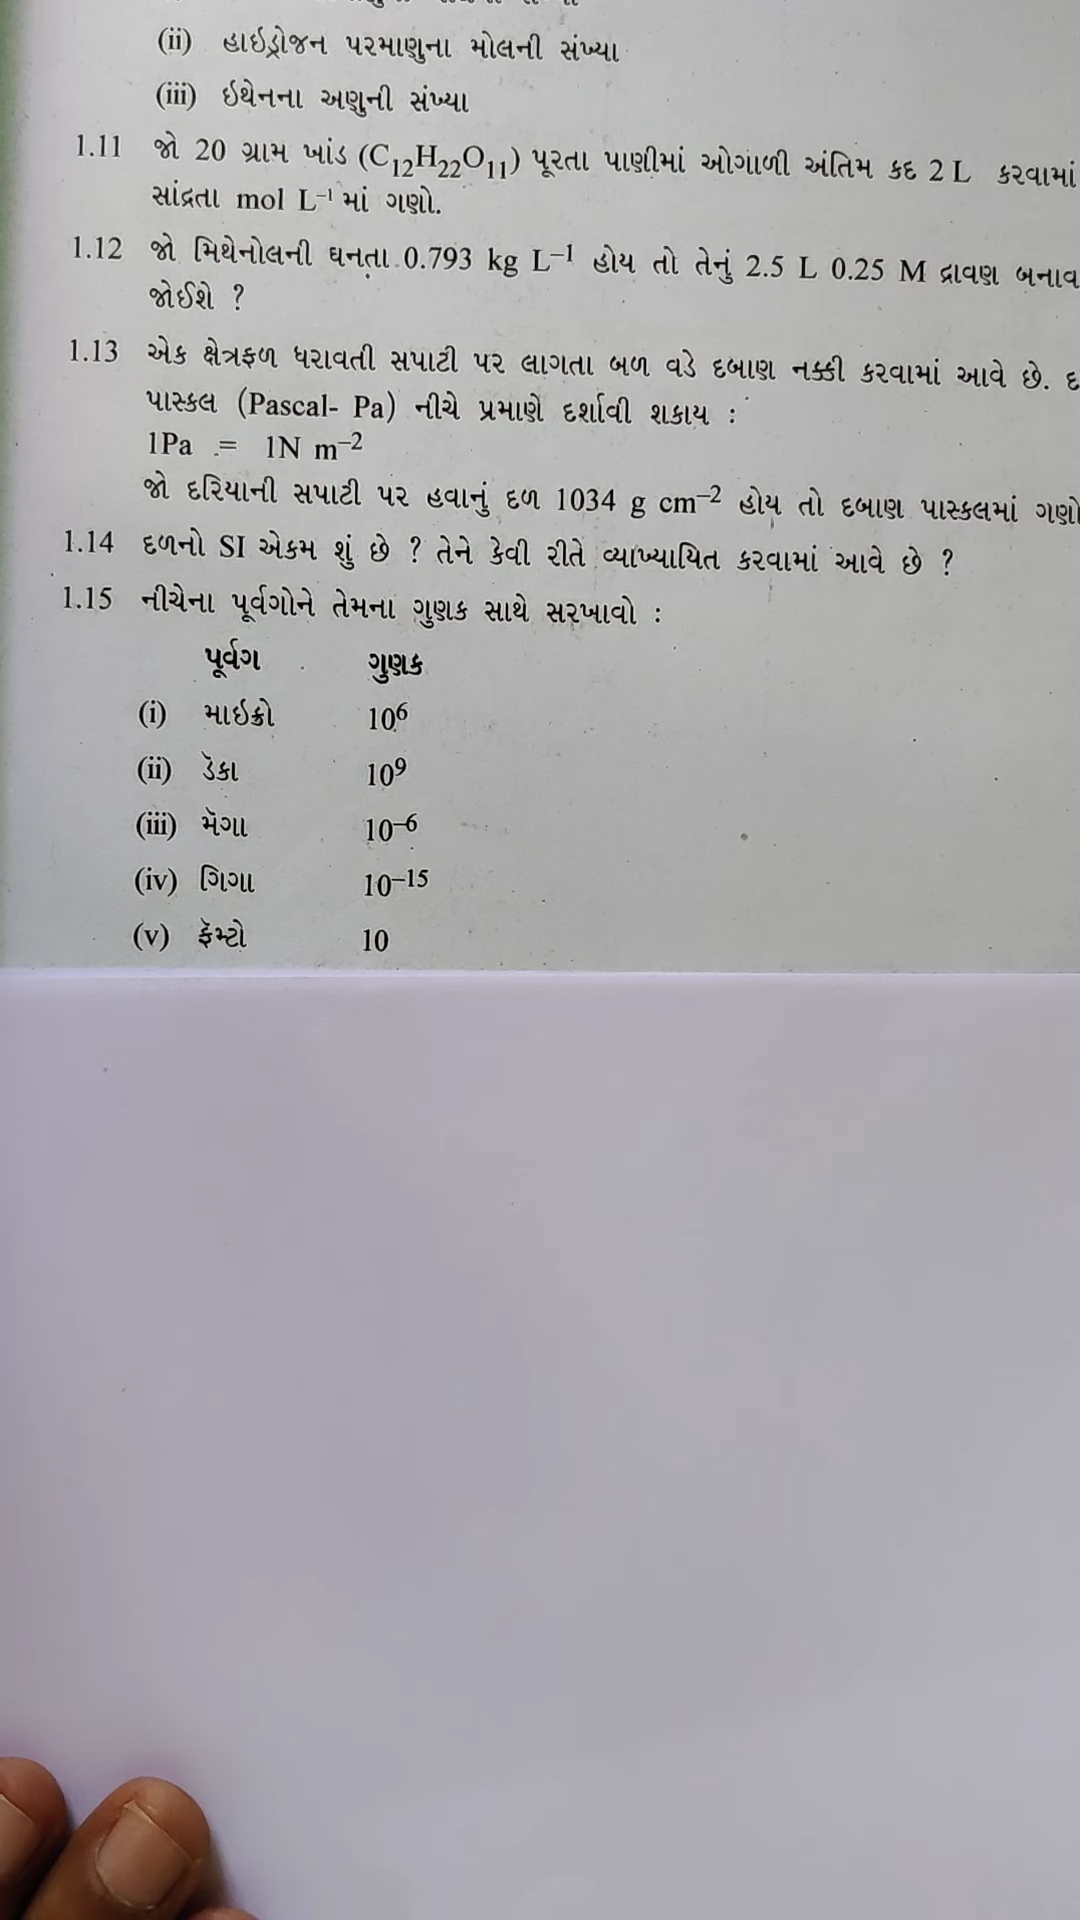 (ii) હાઇડ્રોજન પરમાણુના મોલની સંખ્યા
(iii) ઇથેનના અણુની સંખ્યા
1.11 જો 20 ગ્રામ ખાંડ (C₁₂H₂₂O₁₁) પૂરતા પાણીમાં ઓગાળી અંતિમ કદ 2 L કરવામાં
સાંદ્રતા mol L⁻¹ માં ગણો.
1.12 જો મિથેનોલની ઘનતા 0.793 kg L⁻¹ હોય તો તેનું 2.5 L 0.25 M દ્રાવણ બનાવ
જોઈશે ?
1.13 એક ક્ષેત્રફળ ધરાવતી સપાટી પર લાગતા બળ વડે દબાણ નક્કી કરવામાં આવે છે. દ
પાસ્કલ (Pascal- Pa) નીચે પ્રમાણે દર્શાવી શકાય :
1Pa = 1N m⁻²
જો દરિયાની સપાટી પર હવાનું દળ 1034 g cm⁻² હોય તો દબાણ પાસ્કલમાં ગણો
1.14 દળનો SI એકમ શું છે ? તેને કેવી રીતે વ્યાખ્યાયિત કરવામાં આવે છે ?
1.15 નીચેના પૂર્વગોને તેમના ગુણક સાથે સરખાવો :
પૂર્વગ ગુણક
(i) માઇક્રો 10⁶
(ii) ડૅકા 10⁹
(iii) મૅગા 10⁻⁶
(iv) ગિગા 10⁻¹⁵
(v) ફૅમ્ટો 10